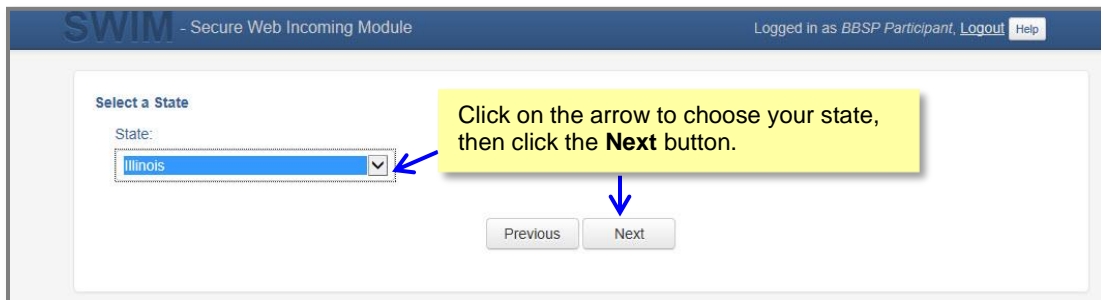 SWIM - Secure Web Incoming Module
Logged in as BBSP Participant, Logout Help
Select a State
State:
Illinois
Click on the arrow to choose your state,
then click the Next button.
Previous
Next